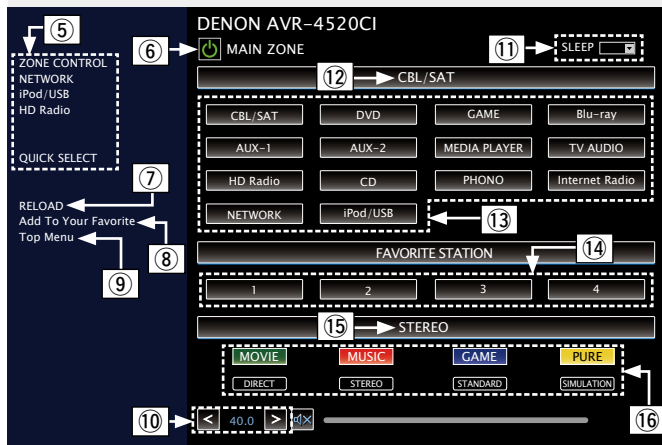 DENON AVR-4520CI
⑤
⑥ MAIN ZONE
⑪ SLEEP
ZONE CONTROL
NETWORK
iPod/USB
HD Radio
QUICK SELECT
⑦
RELOAD
Add To Your Favorite
⑧
Top Menu
⑨
⑫ CBL/SAT
CBL/SAT DVD GAME Blu-ray
AUX-1 AUX-2 MEDIA PLAYER TV AUDIO
HD Radio CD PHONO Internet Radio
NETWORK iPod/USB ⑬
FAVORITE STATION ⑭
1 2 3 4
⑮ STEREO
MOVIE MUSIC GAME PURE
DIRECT STEREO STANDARD SIMULATION
⑯
⑩ < 40.0 >